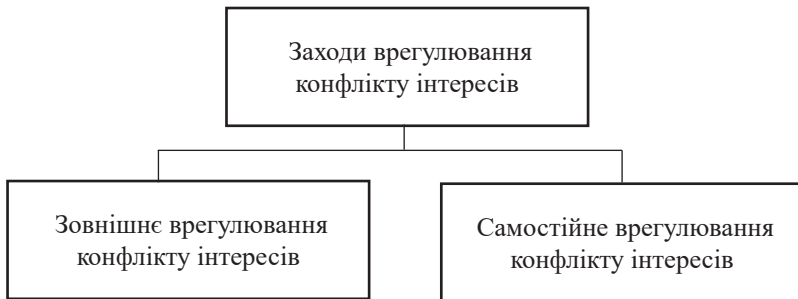 Заходи врегулювання
конфлікту інтересів
Зовнішнє врегулювання
конфлікту інтересів
Самостійне врегулювання
конфлікту інтересів